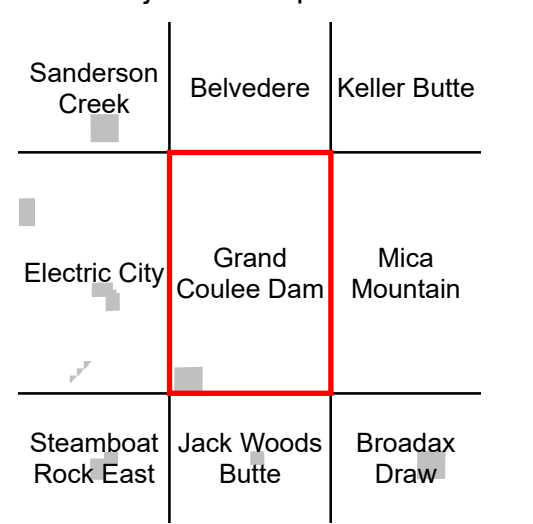 Sanderson
Creek
Belvedere
Keller Butte
Electric City
Grand
Coulee Dam
Mica
Mountain
Steamboat
Rock East
Jack Woods
Butte
Broadax
Draw